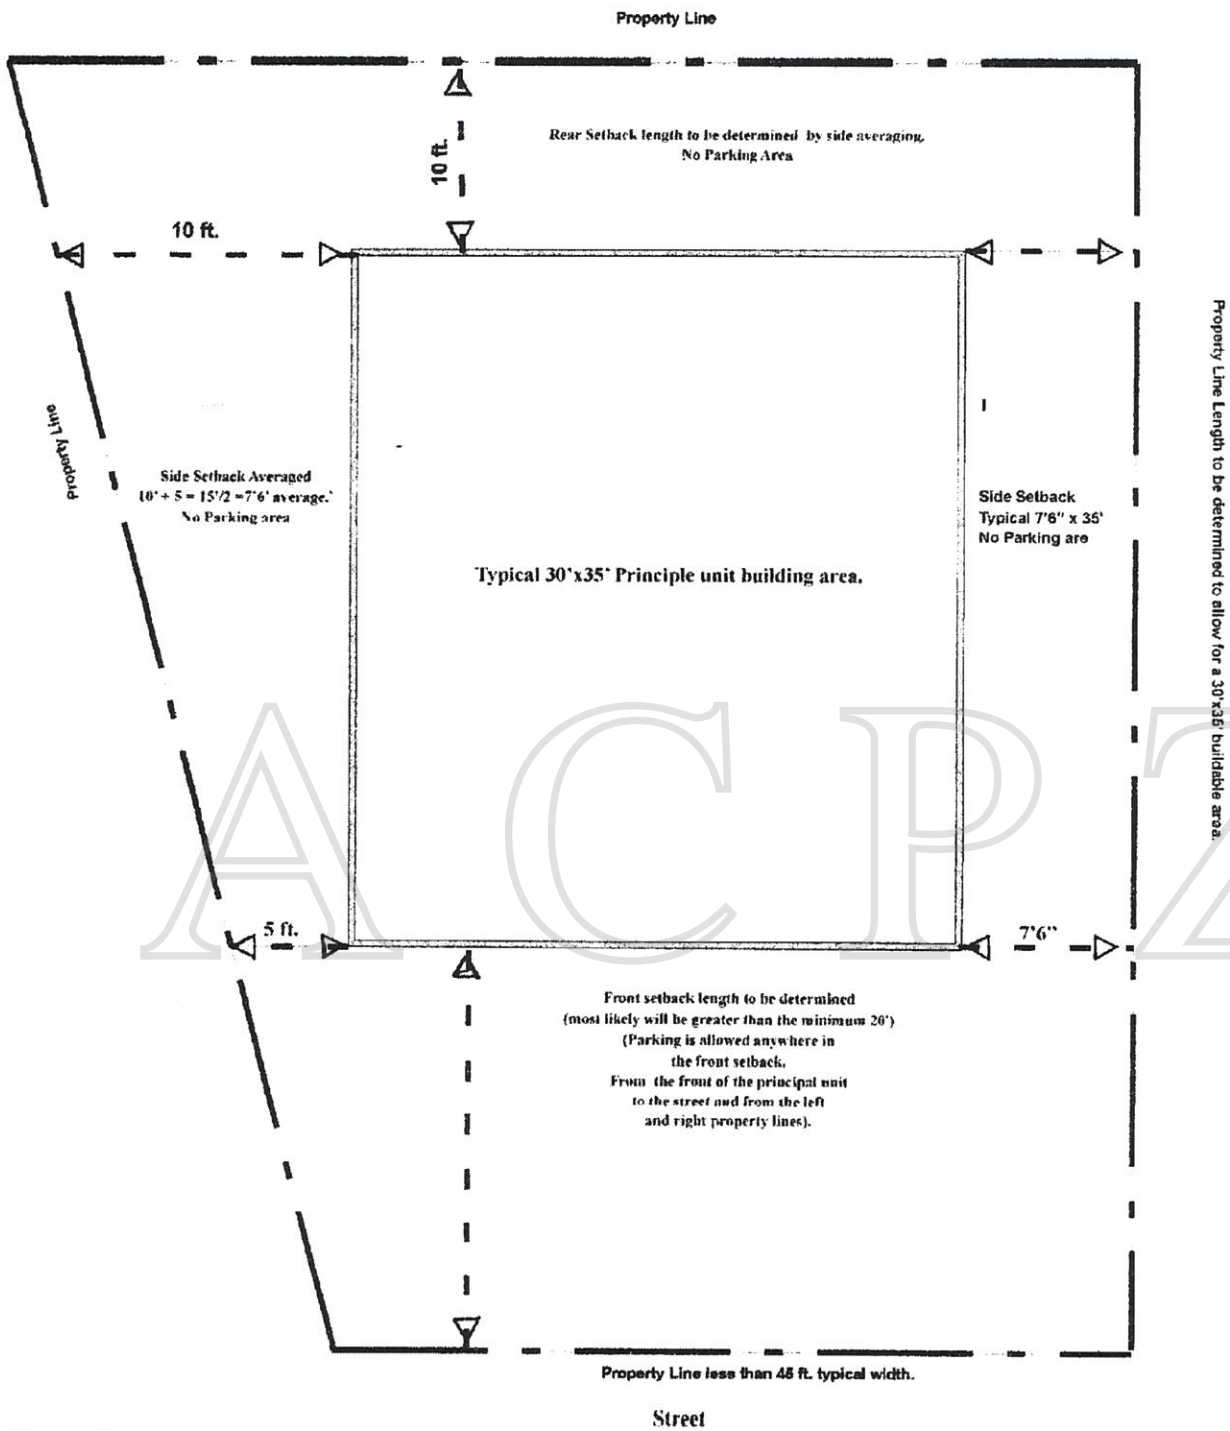 Property Line
Rear Setback length to be determined by side averaging.
No Parking Area
10 ft.
10 ft.
Property Line
Side Setback Averaged
10' + 5 = 15'/2 =7'6' average.'
No Parking area
Side Setback
Typical 7'6" x 35'
No Parking are
Typical 30'x35' Principle unit building area.
Property Line Length to be determined to allow for a 30'x35' buildable area.
A C P Z
5 ft.
7'6"
Front setback length to be determined
(most likely will be greater than the minimum 20')
(Parking is allowed anywhere in
the front setback.
From the front of the principal unit
to the street and from the left
and right property lines).
Property Line less than 45 ft. typical width.
Street